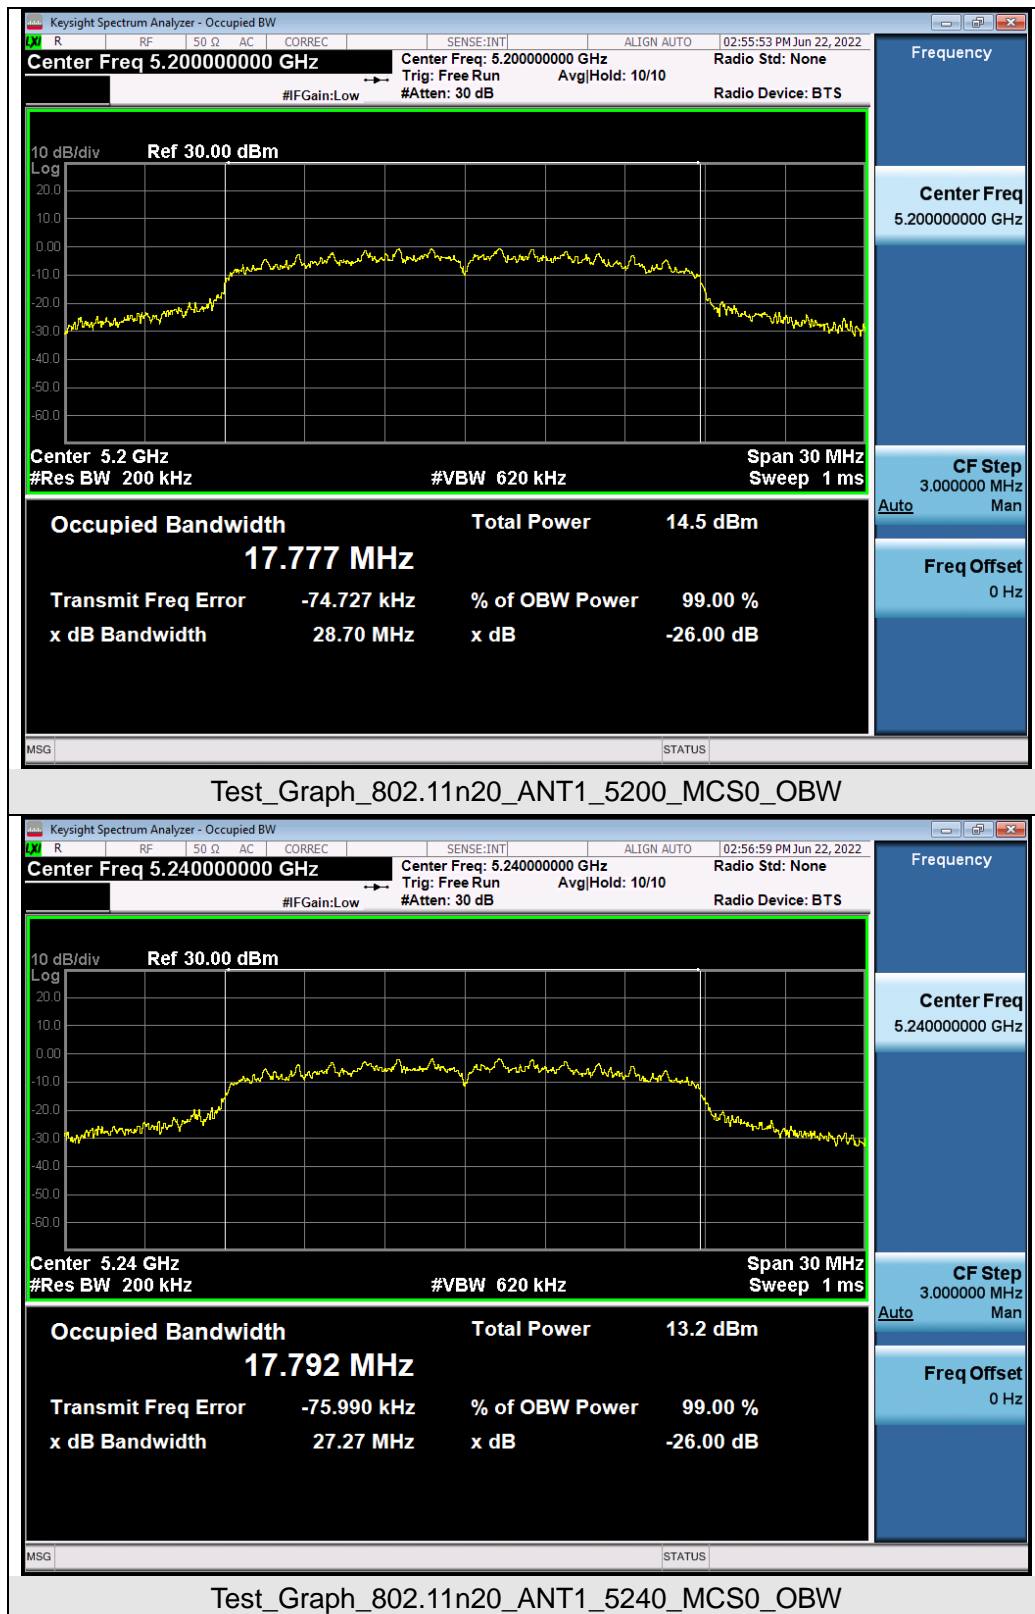 Keysight Spectrum Analyzer - Occupied BW
LXI R RF 50 Ω AC CORREC SENSE:INT ALIGN AUTO 02:55:53 PM Jun 22, 2022
Center Freq 5.200000000 GHz
Center Freq: 5.200000000 GHz
Radio Std: None
Trig: Free Run Avg|Hold: 10/10
#IFGain:Low
#Atten: 30 dB
Radio Device: BTS
Frequency
10 dB/div Ref 30.00 dBm
Log
20.0
10.0
0.00
-10.0
-20.0
-30.0
-40.0
-50.0
-60.0
Center Freq
5.200000000 GHz
Center 5.2 GHz Span 30 MHz
#Res BW 200 kHz #VBW 620 kHz Sweep 1 ms
CF Step
3.000000 MHz
Auto Man
Occupied Bandwidth Total Power 14.5 dBm
17.777 MHz
Freq Offset
0 Hz
Transmit Freq Error -74.727 kHz % of OBW Power 99.00 %
x dB Bandwidth 28.70 MHz x dB -26.00 dB
MSG STATUS
Test_Graph_802.11n20_ANT1_5200_MCS0_OBW
Keysight Spectrum Analyzer - Occupied BW
LXI R RF 50 Ω AC CORREC SENSE:INT ALIGN AUTO 02:56:59 PM Jun 22, 2022
Center Freq 5.240000000 GHz
Center Freq: 5.240000000 GHz
Radio Std: None
Trig: Free Run Avg|Hold: 10/10
#IFGain:Low
#Atten: 30 dB
Radio Device: BTS
Frequency
10 dB/div Ref 30.00 dBm
Log
20.0
10.0
0.00
-10.0
-20.0
-30.0
-40.0
-50.0
-60.0
Center Freq
5.240000000 GHz
Center 5.24 GHz Span 30 MHz
#Res BW 200 kHz #VBW 620 kHz Sweep 1 ms
CF Step
3.000000 MHz
Auto Man
Occupied Bandwidth Total Power 13.2 dBm
17.792 MHz
Freq Offset
0 Hz
Transmit Freq Error -75.990 kHz % of OBW Power 99.00 %
x dB Bandwidth 27.27 MHz x dB -26.00 dB
MSG STATUS
Test_Graph_802.11n20_ANT1_5240_MCS0_OBW